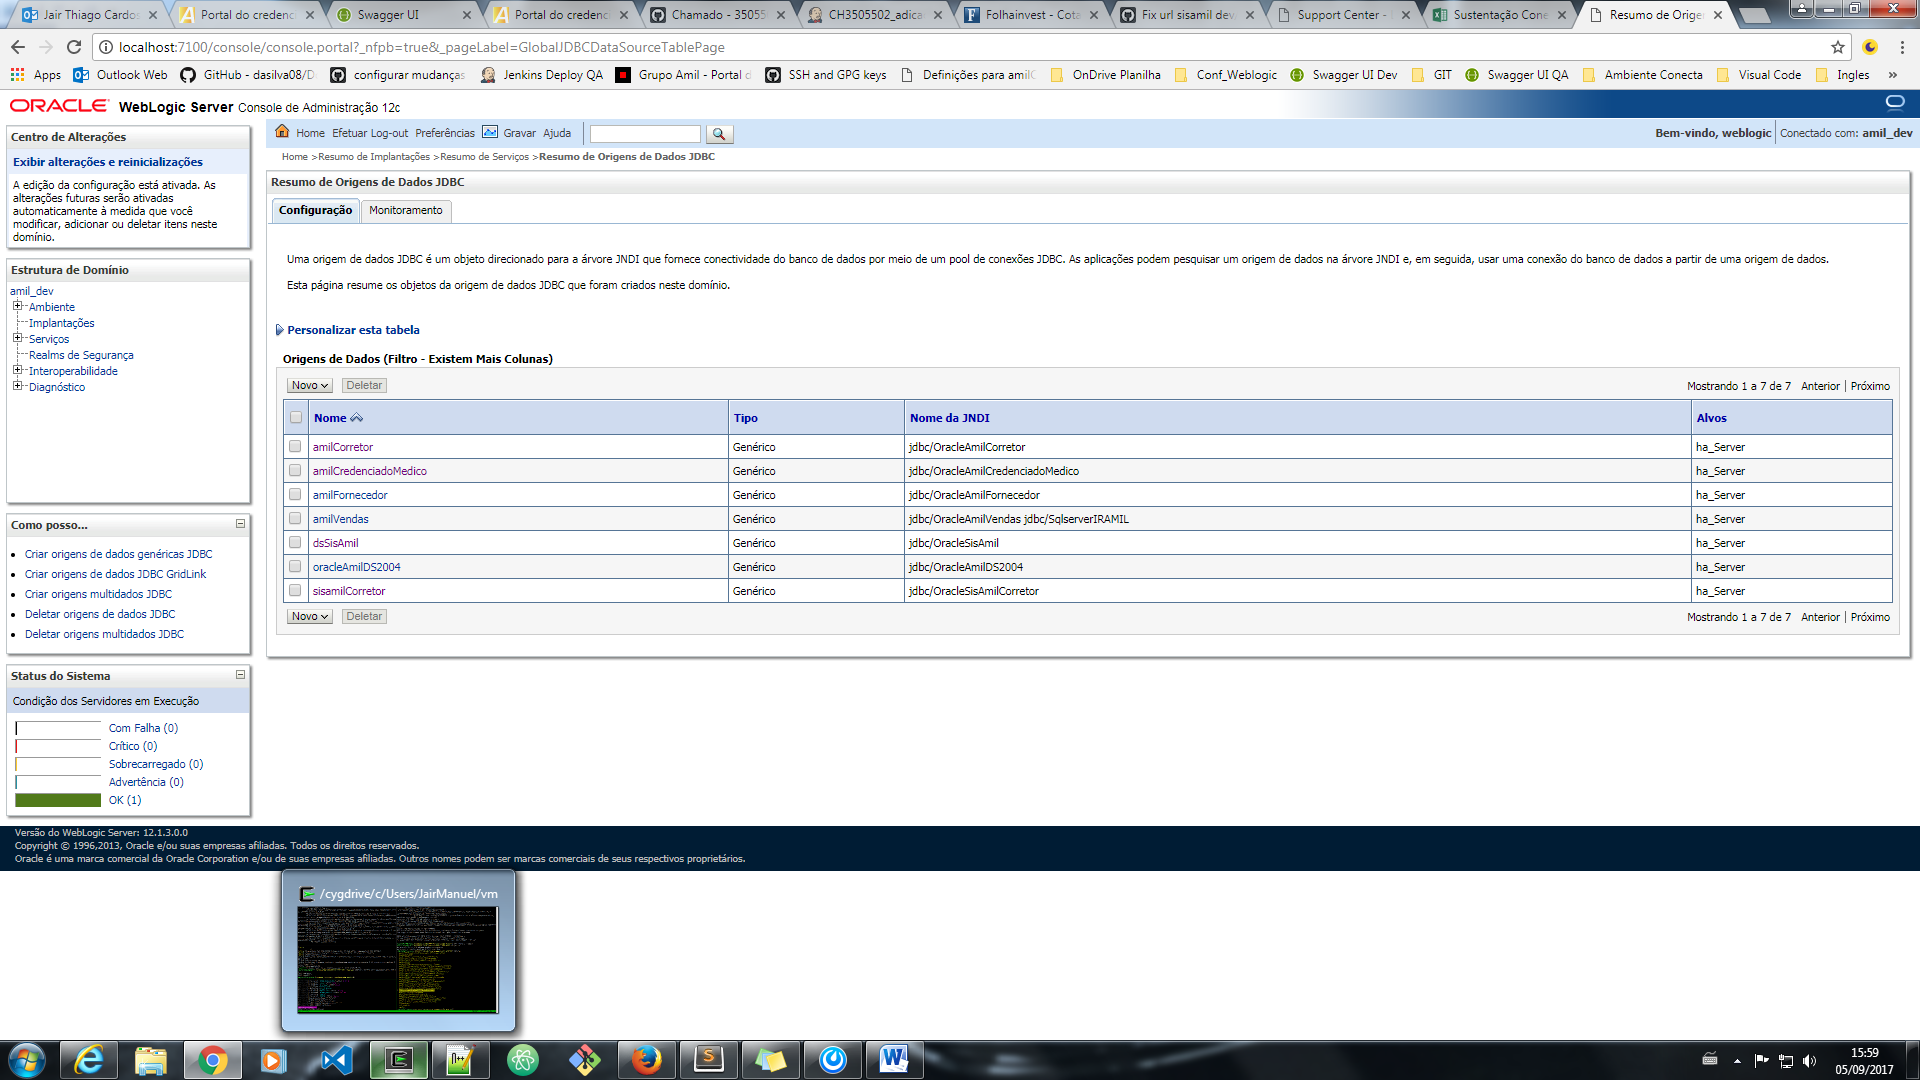 Jair Thiago Cardos
Portal do credenc
Swagger UI
Portal do credenc
Chamado - 35055
CH3505502_adica
Folhainvest - Cota
Fix url sisamil dev
Support Center -
Sustentação Cone
Resumo de Orige
localhost:7100/console/console.portal?_nfpb=true&_pageLabel=GlobalJDBCDataSourceTablePage
Apps
Outlook Web
GitHub - dasilva08/D
configurar mudanças
Jenkins Deploy QA
Grupo Amil - Portal d
SSH and GPG keys
Definições para amilC
OnDrive Planilha
Conf_Weblogic
Swagger UI Dev
GIT
Swagger UI QA
Ambiente Conecta
Visual Code
Ingles
»
ORACLE WebLogic Server Console de Administração 12c
Centro de Alterações
Exibir alterações e reinicializações
A edição da configuração está ativada. As
alterações futuras serão ativadas
automaticamente à medida que você
modificar, adicionar ou deletar itens neste
domínio.
Estrutura de Domínio
amil_dev
Ambiente
Implantações
Serviços
Realms de Segurança
Interoperabilidade
Diagnóstico
Como posso...
Criar origens de dados genéricas JDBC
Criar origens de dados JDBC GridLink
Criar origens multidados JDBC
Deletar origens de dados JDBC
Deletar origens multidados JDBC
Status do Sistema
Condição dos Servidores em Execução
Com Falha (0)
Crítico (0)
Sobrecarregado (0)
Advertência (0)
OK (1)
Home Efetuar Log-out Preferências Gravar Ajuda
Bem-vindo, weblogic Conectado com: amil_dev
Home >Resumo de Implantações >Resumo de Serviços >Resumo de Origens de Dados JDBC
Resumo de Origens de Dados JDBC
Configuração Monitoramento
Uma origem de dados JDBC é um objeto direcionado para a árvore JNDI que fornece conectividade do banco de dados por meio de um pool de conexões JDBC. As aplicações podem pesquisar um origem de dados na árvore JNDI e, em seguida, usar uma conexão do banco de dados a partir de uma origem de dados.
Esta página resume os objetos da origem de dados JDBC que foram criados neste domínio.
Personalizar esta tabela
Origens de Dados (Filtro - Existem Mais Colunas)
Novo Deletar Mostrando 1 a 7 de 7 Anterior | Próximo
Nome Tipo Nome da JNDI Alvos
amilCorretor Genérico jdbc/OracleAmilCorretor ha_Server
amilCredenciadoMedico Genérico jdbc/OracleAmilCredenciadoMedico ha_Server
amilFornecedor Genérico jdbc/OracleAmilFornecedor ha_Server
amilVendas Genérico jdbc/OracleAmilVendas jdbc/SqlserverIRAMIL ha_Server
dsSisAmil Genérico jdbc/OracleSisAmil ha_Server
oracleAmilDS2004 Genérico jdbc/OracleAmilDS2004 ha_Server
sisamilCorretor Genérico jdbc/OracleSisAmilCorretor ha_Server
Novo Deletar Mostrando 1 a 7 de 7 Anterior | Próximo
Versão do WebLogic Server: 12.1.3.0.0
Copyright © 1996,2013, Oracle e/ou suas empresas afiliadas. Todos os direitos reservados.
Oracle é uma marca comercial da Oracle Corporation e/ou de suas empresas afiliadas. Outros nomes podem ser marcas comerciais de seus respectivos proprietários.
/cygdrive/c/Users/JairManuel/vm
15:59
05/09/2017